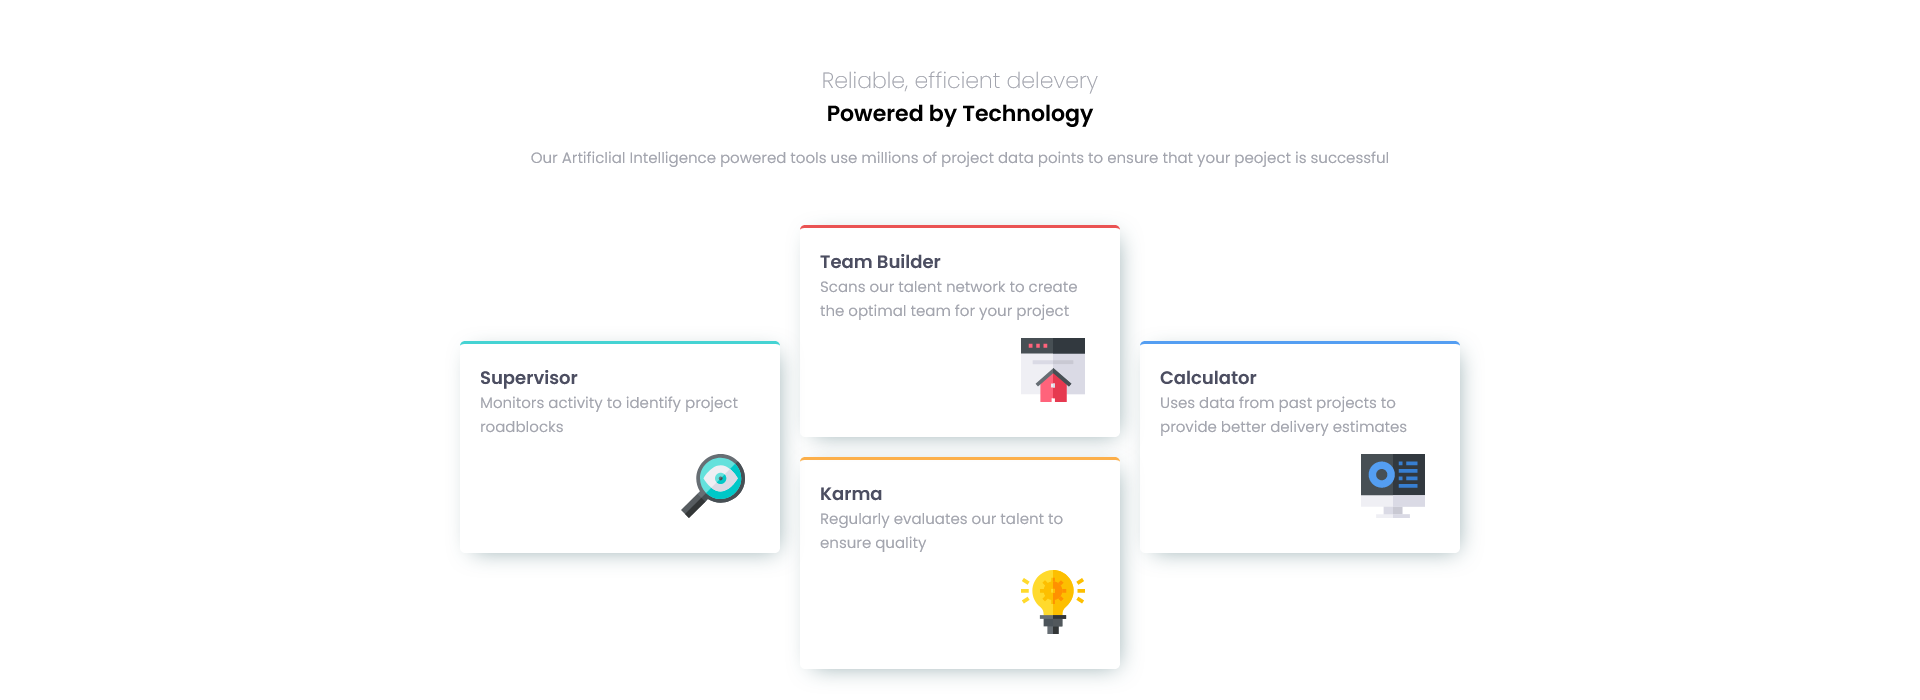 Reliable, efficient delevery
Powered by Technology
Our Artificlial Intelligence powered tools use millions of project data points to ensure that your peoject is successful
Supervisor
Monitors activity to identify project
roadblocks
Team Builder
Scans our talent network to create
the optimal team for your project
Karma
Regularly evaluates our talent to
ensure quality
Calculator
Uses data from past projects to
provide better delivery estimates